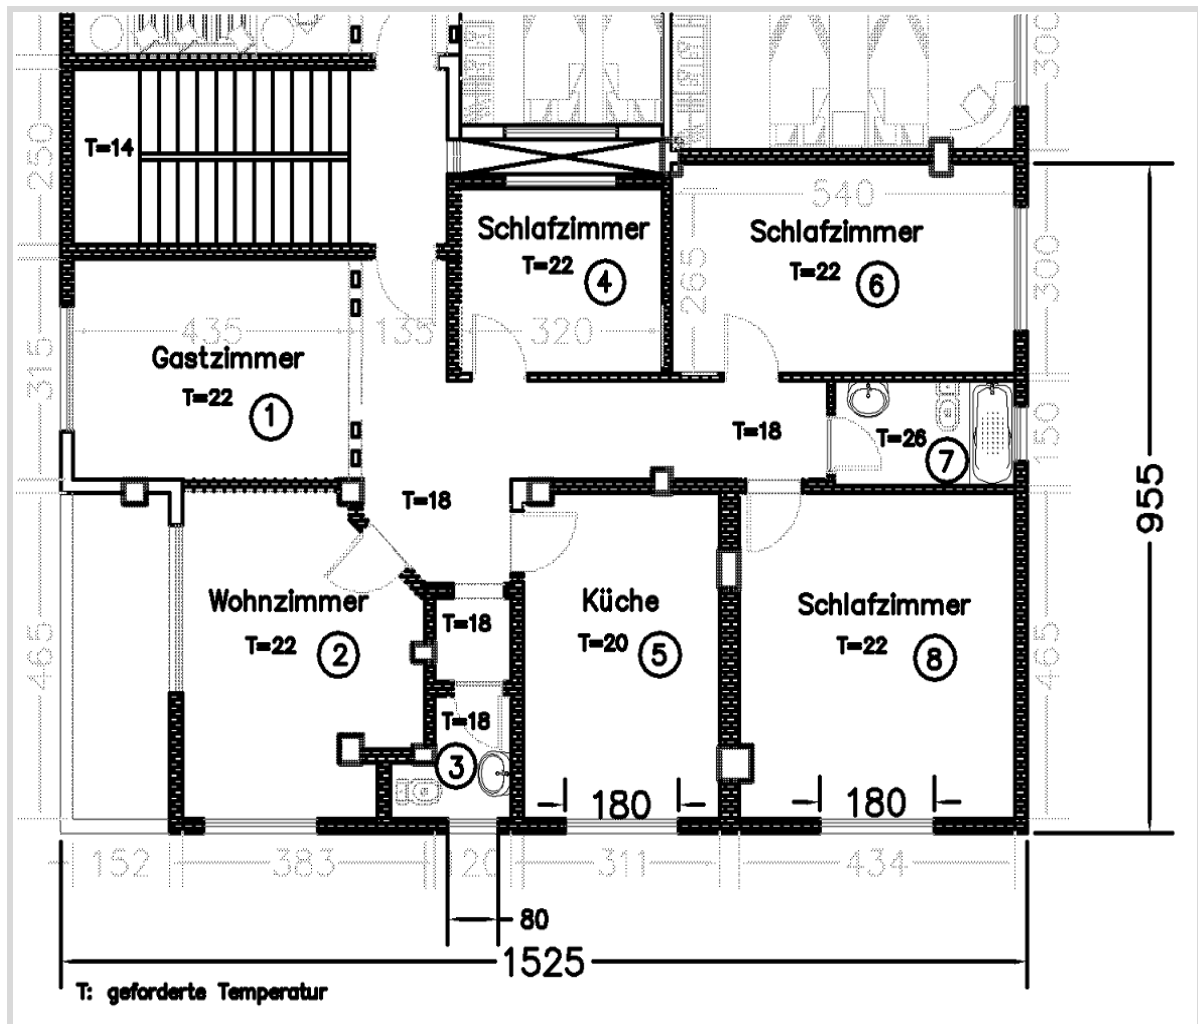 300
250
T=14
540
Schlafzimmer
T=22
4
Schlafzimmer
T=22
6
265
300
435
135
320
315
Gastzimmer
T=22
1
T=18
T=26
7
150
955
T=18
465
Wohnzimmer
T=22
2
T=18
Küche
T=20
5
Schlafzimmer
T=22
8
465
T=18
3
180
180
152
383
120
311
434
80
1525
T: geforderte Temperatur